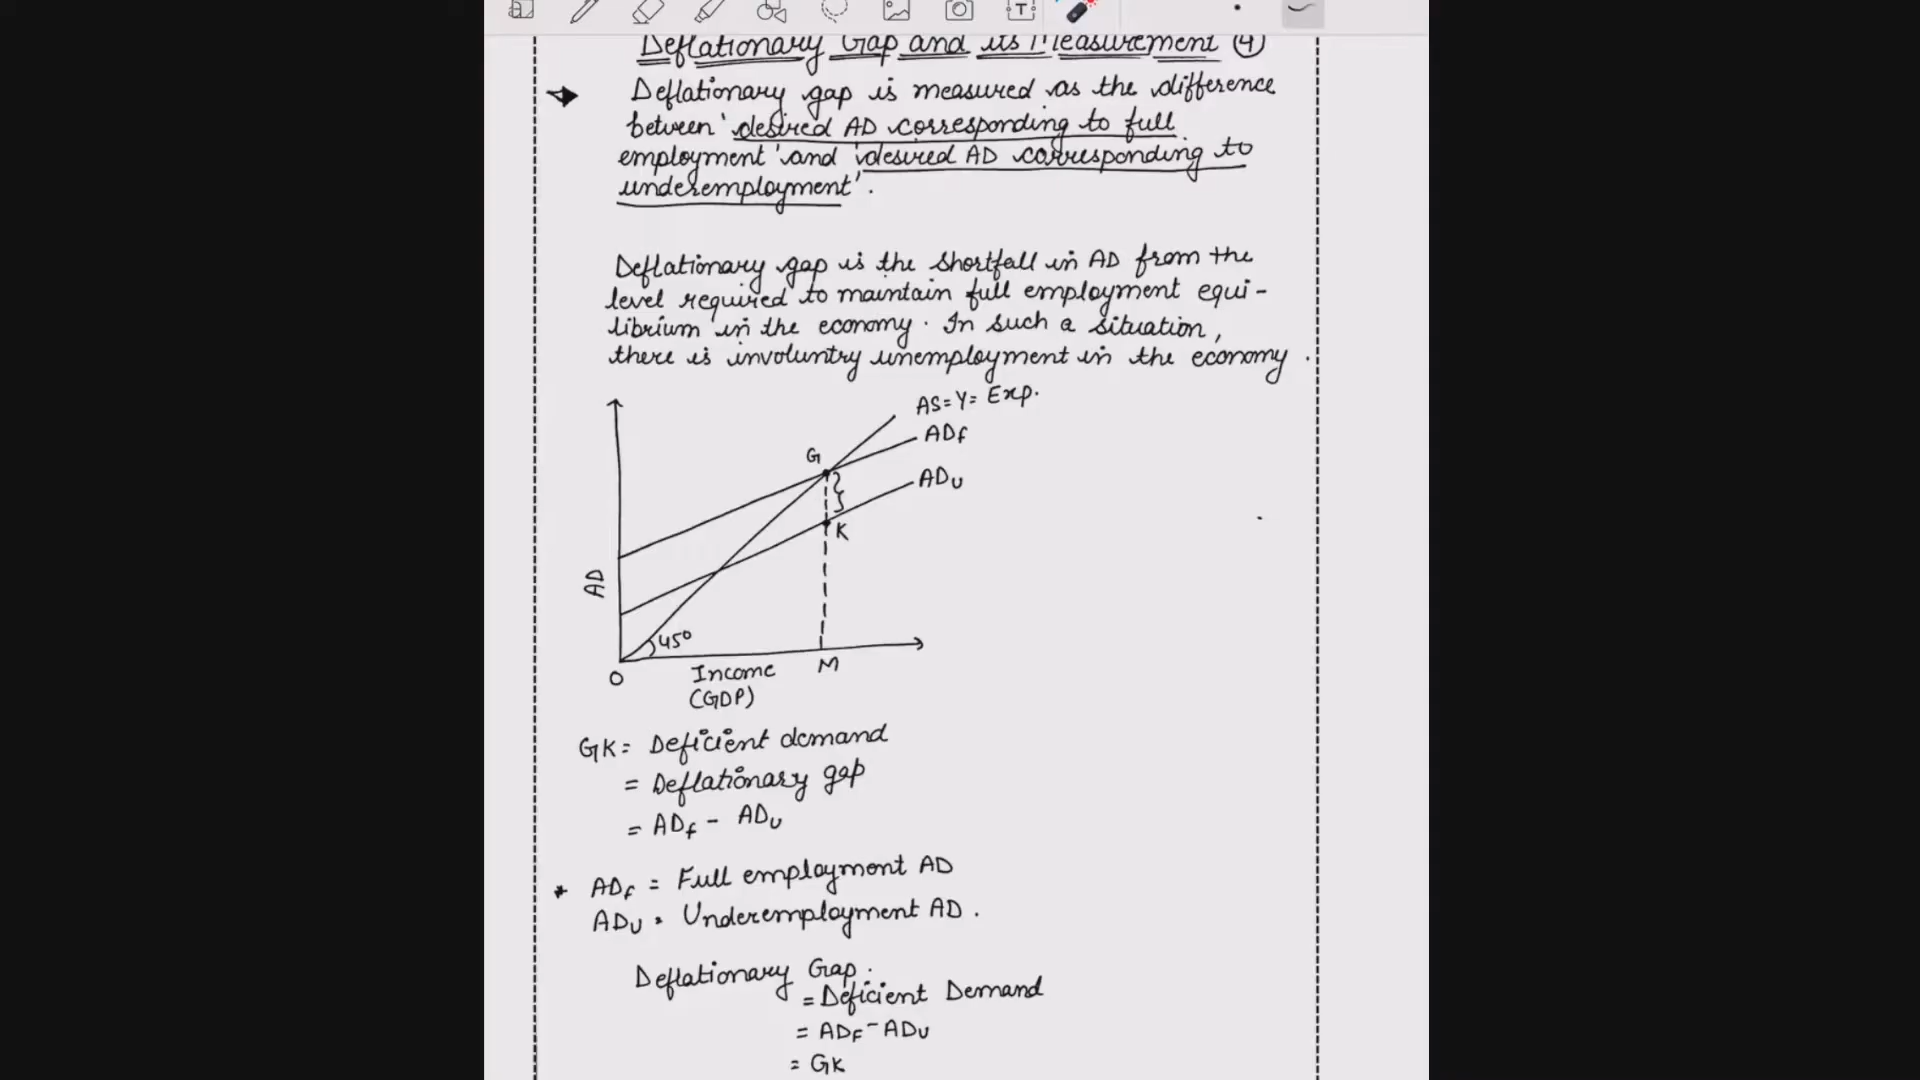 Deflationary Gap and its Measurement (4)
Deflationary gap is measured as the difference
between 'desired AD corresponding to full
employment' and 'desired AD corresponding to
underemployment'.
Deflationary gap is the shortfall in AD from the
level required to maintain full employment equi-
librium in the economy. In such a situation,
there is involuntry unemployment in the economy.
AS=Y= Exp.
ADf
G
ADU
K
AD
45°
O
Income
M
(GDP)
GK= Deficient demand
= Deflationary gap
= ADf - ADU
* ADf = Full employment AD
ADU = Underemployment AD.
Deflationary Gap.
= Deficient Demand
= ADF - ADU
= GK